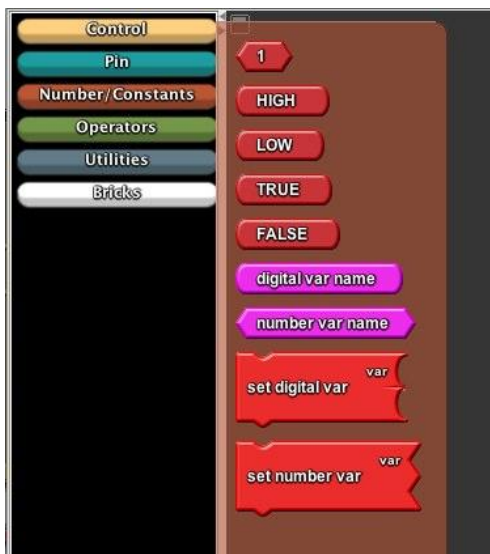 Control
Pin
Number/Constants
Operators
Utilities
Bricks
1
HIGH
LOW
TRUE
FALSE
digital var name
number var name
var
set digital var
var
set number var